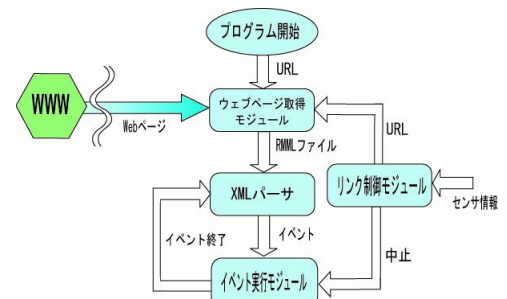 プログラム開始
URL
WWW
ウェブページ取得
モジュール
Webページ
URL
RMMLファイル
XMLパーサ
リンク制御モジュール
センサ情報
イベント終了
イベント
中止
イベント実行モジュール